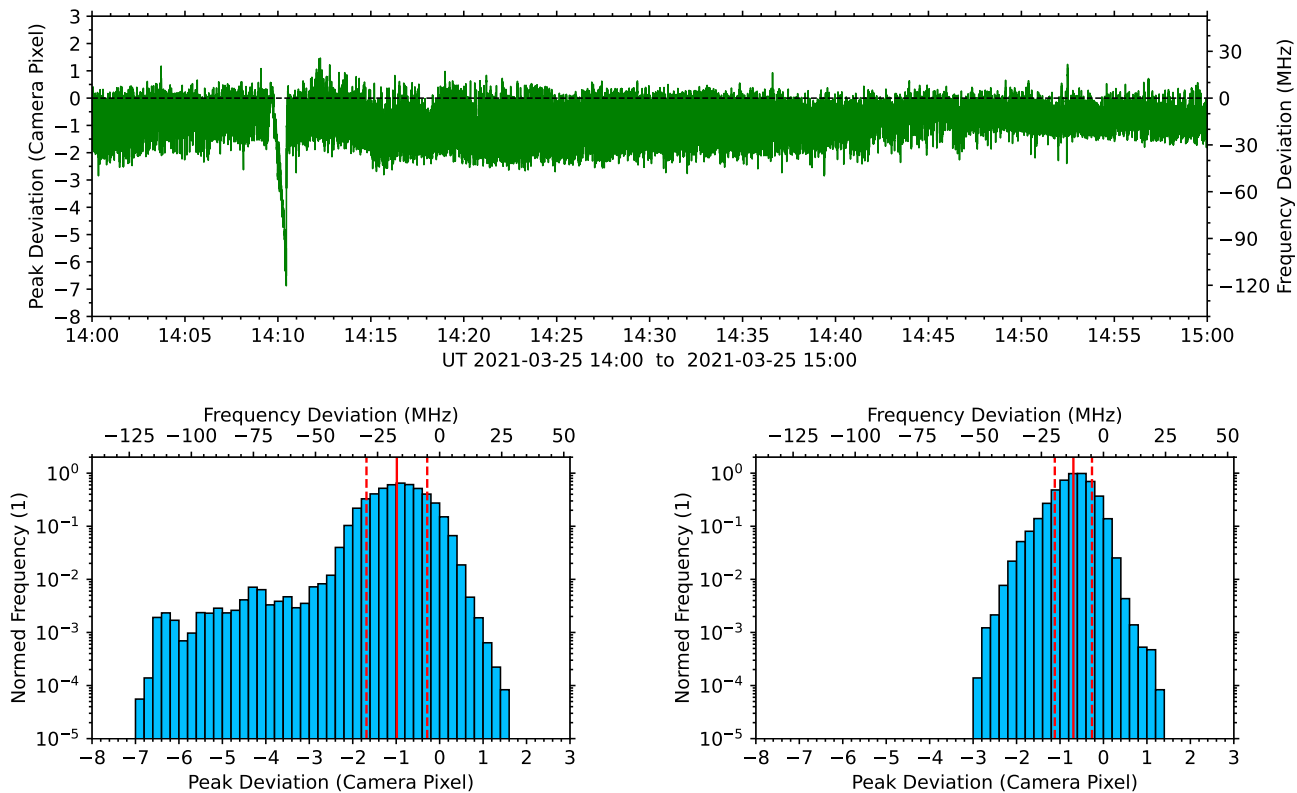 3
2
1
0
−1
−2
−3
−4
−5
−6
−7
−8
Peak Deviation (Camera Pixel)
30
0
−30
−60
−90
−120
Frequency Deviation (MHz)
14:00 14:05 14:10 14:15 14:20 14:25 14:30 14:35 14:40 14:45 14:50 14:55 15:00
UT 2021-03-25 14:00 to 2021-03-25 15:00
Frequency Deviation (MHz)
−125 −100 −75 −50 −25 0 25 50
10⁰
10⁻¹
10⁻²
10⁻³
10⁻⁴
10⁻⁵
Normed Frequency (1)
−8 −7 −6 −5 −4 −3 −2 −1 0 1 2 3
Peak Deviation (Camera Pixel)
Frequency Deviation (MHz)
−125 −100 −75 −50 −25 0 25 50
10⁰
10⁻¹
10⁻²
10⁻³
10⁻⁴
10⁻⁵
Normed Frequency (1)
−8 −7 −6 −5 −4 −3 −2 −1 0 1 2 3
Peak Deviation (Camera Pixel)